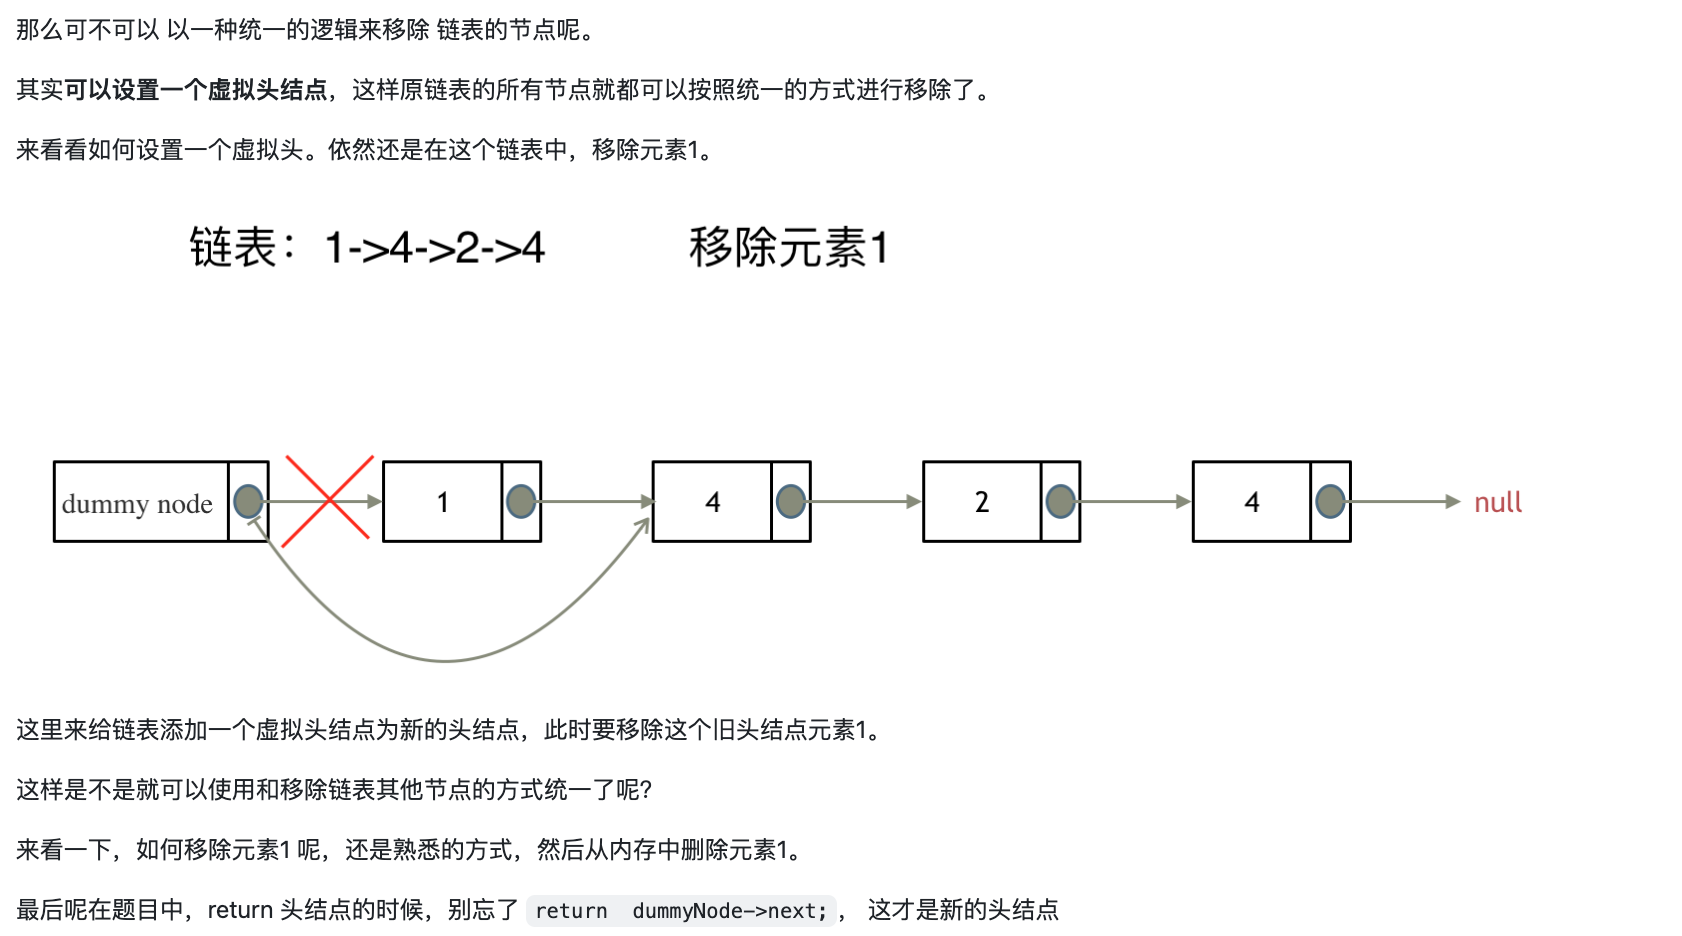 那么可不可以 以一种统一的逻辑来移除 链表的节点呢。
其实可以设置一个虚拟头结点，这样原链表的所有节点就都可以按照统一的方式进行移除了。
来看看如何设置一个虚拟头。依然还是在这个链表中，移除元素1。
链表：1->4->2->4 移除元素1
dummy node 1 4 2 4 null
这里来给链表添加一个虚拟头结点为新的头结点，此时要移除这个旧头结点元素1。
这样是不是就可以使用和移除链表其他节点的方式统一了呢？
来看一下，如何移除元素1 呢，还是熟悉的方式，然后从内存中删除元素1。
最后呢在题目中，return 头结点的时候，别忘了 return  dummyNode->next;， 这才是新的头结点